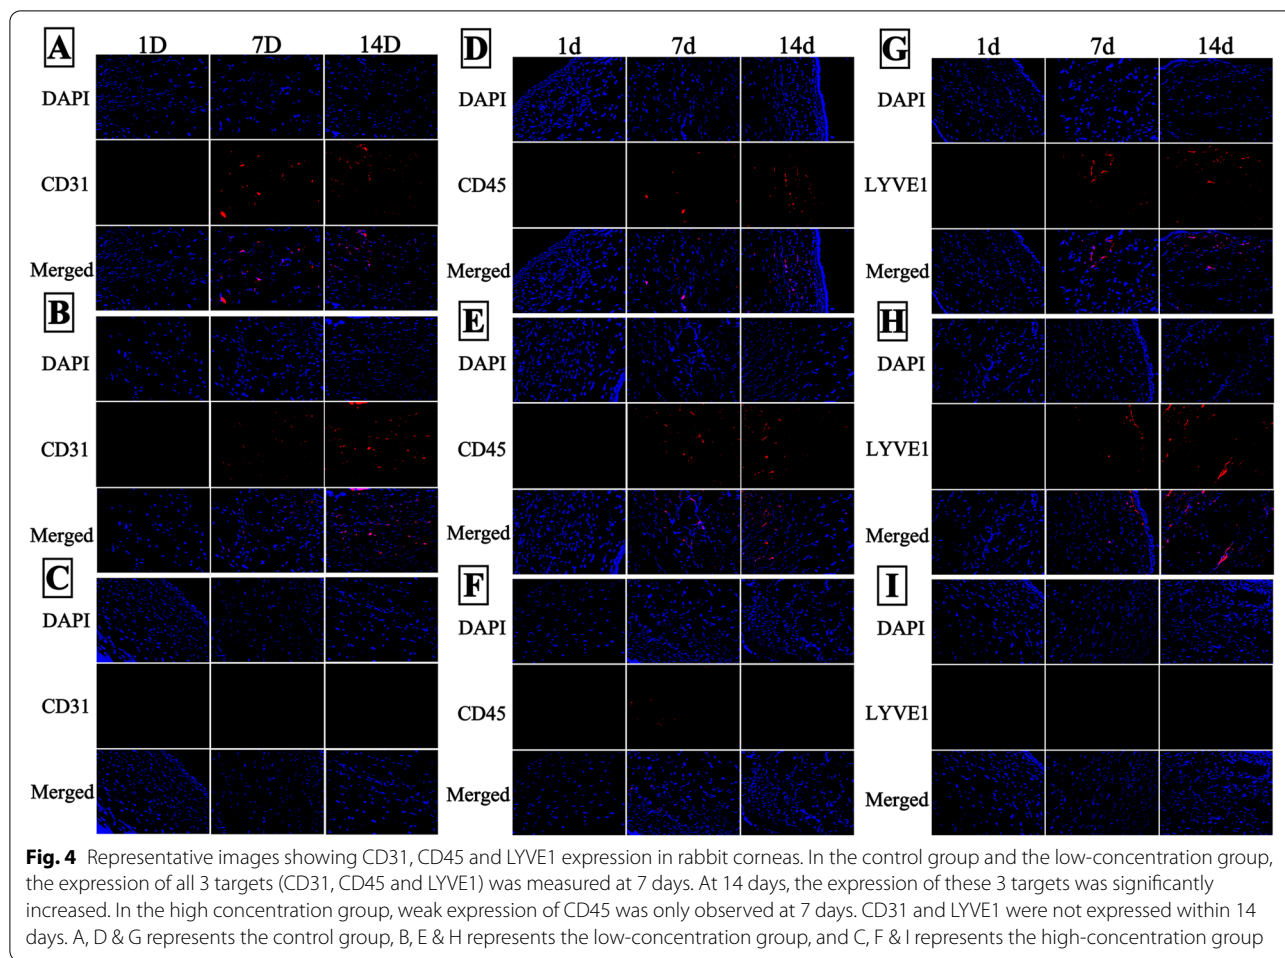 A 1D 7D 14D
DAPI
CD31
Merged
B
DAPI
CD31
Merged
C
DAPI
CD31
Merged
D 1d 7d 14d
DAPI
CD45
Merged
E
DAPI
CD45
Merged
F
DAPI
CD45
Merged
G 1d 7d 14d
DAPI
LYVE1
Merged
H
DAPI
LYVE1
Merged
I
DAPI
LYVE1
Merged
Fig. 4 Representative images showing CD31, CD45 and LYVE1 expression in rabbit corneas. In the control group and the low-concentration group,
the expression of all 3 targets (CD31, CD45 and LYVE1) was measured at 7 days. At 14 days, the expression of these 3 targets was significantly
increased. In the high concentration group, weak expression of CD45 was only observed at 7 days. CD31 and LYVE1 were not expressed within 14
days. A, D & G represents the control group, B, E & H represents the low-concentration group, and C, F & I represents the high-concentration group